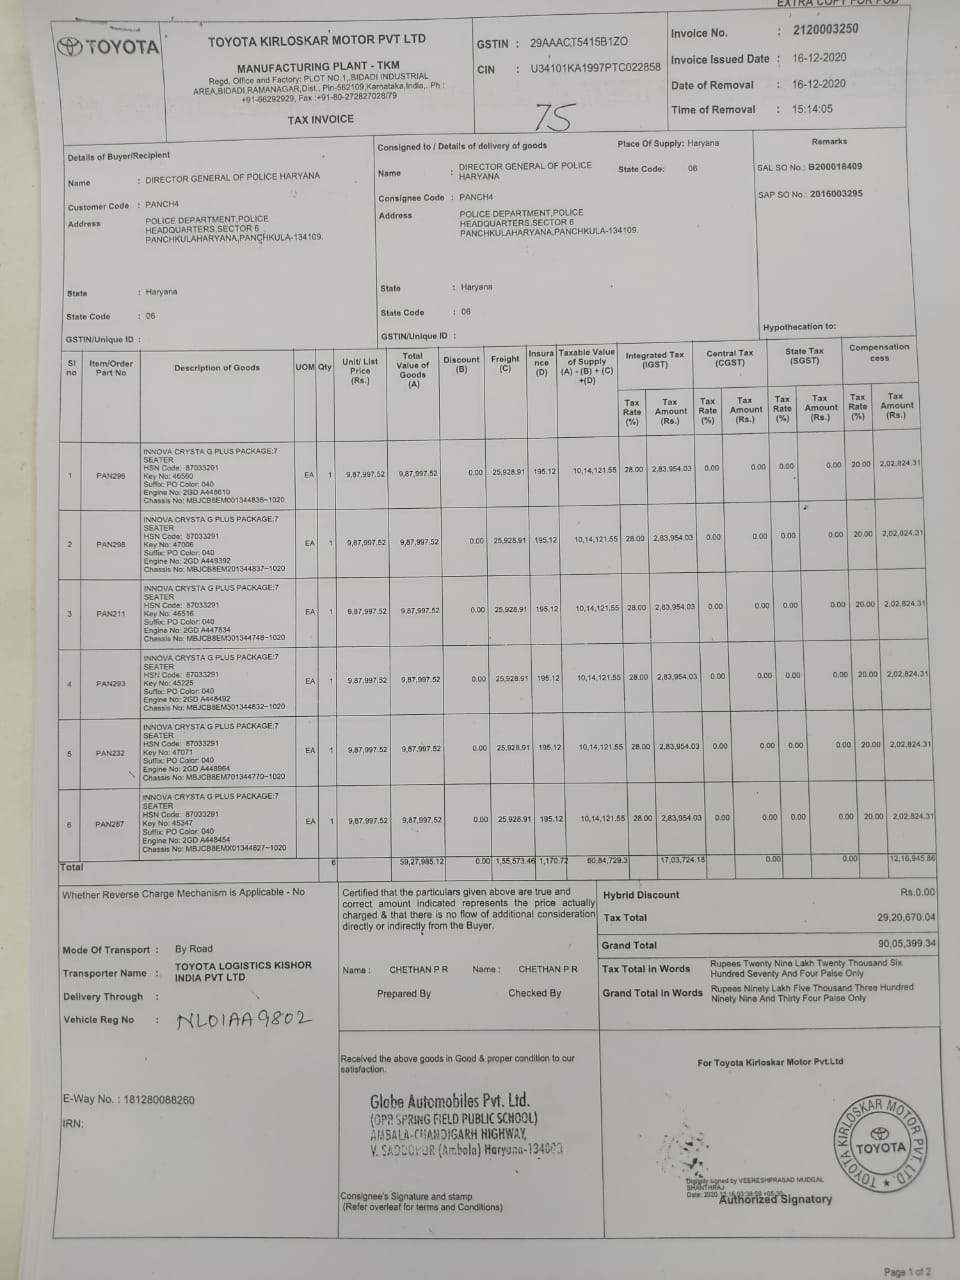 EXTRA COPY FOR POD
TOYOTA
TOYOTA KIRLOSKAR MOTOR PVT LTD
MANUFACTURING PLANT - TKM
Regd. Office and Factory: PLOT NO.1,.BIDADI INDUSTRIAL
AREA,BIDADI,RAMANAGAR,Dist., Pin-562109,Karnataka,India,. Ph :
+91-66292929, Fax :+91-80-272827028/79
TAX INVOICE
GSTIN : 29AAACT5415B1ZO
CIN : U34101KA1997PTC022858
75
Invoice No. : 2120003250
Invoice Issued Date : 16-12-2020
Date of Removal : 16-12-2020
Time of Removal : 15:14:05
Details of Buyer/Recipient
Name : DIRECTOR GENERAL OF POLICE HARYANA
Customer Code : PANCH4
Address POLICE DEPARTMENT,POLICE
HEADQUARTERS,SECTOR 6
PANCHKULAHARYANA,PANCHKULA-134109.
State : Haryana
State Code : 06
GSTIN/Unique ID :
Consigned to / Details of delivery of goods
Name : DIRECTOR GENERAL OF POLICE
HARYANA
Consignee Code : PANCH4
Address POLICE DEPARTMENT,POLICE
HEADQUARTERS,SECTOR 6
PANCHKULAHARYANA,PANCHKULA-134109.
State : Haryana
State Code : 06
GSTIN/Unique ID :
Place Of Supply: Haryana
State Code: 06
Remarks
SAL SO No.: B200018409
SAP SO No.: 2016003295
Hypothecation to:
Sl no Item/Order Part No Description of Goods UOM Qty Unit/ List Price (Rs.) Total Value of Goods (A) Discount (B) Freight (C) Insura nce (D) Taxable Value of Supply (A) - (B) + (C) +(D) Integrated Tax (IGST) Central Tax (CGST) State Tax (SGST) Compensation cess
Tax Rate (%) Tax Amount (Rs.) Tax Rate (%) Tax Amount (Rs.) Tax Rate (%) Tax Amount (Rs.) Tax Rate (%) Tax Amount (Rs.)
INNOVA CRYSTA G PLUS PACKAGE:7
SEATER
HSN Code: 87033291
1 PAN296 Key No: 46560 EA 1 9,87,997.52 9,87,997.52 0.00 25,928.91 195.12 10,14,121.55 28.00 2,83,954.03 0.00 0.00 0.00 0.00 20.00 2,02,824.31
Suffix: PO Color: 040
Engine No: 2GD A448610
Chassis No: MBJCB8EM001344836-1020
INNOVA CRYSTA G PLUS PACKAGE:7
SEATER
HSN Code: 87033291
2 PAN298 Key No: 47006 EA 1 9,87,997.52 9,87,997.52 0.00 25,928.91 195.12 10,14,121.55 28.00 2,83,954.03 0.00 0.00 0.00 0.00 20.00 2,02,824.31
Suffix: PO Color: 040
Engine No: 2GD A449392
Chassis No: MBJCB8EM201344837-1020
INNOVA CRYSTA G PLUS PACKAGE:7
SEATER
HSN Code: 87033291
3 PAN211 Key No: 46516 EA 1 9,87,997.52 9,87,997.52 0.00 25,928.91 195.12 10,14,121.55 28.00 2,83,954.03 0.00 0.00 0.00 0.00 20.00 2,02,824.31
Suffix: PO Color: 040
Engine No: 2GD A447834
Chassis No: MBJCB8EM301344748-1020
INNOVA CRYSTA G PLUS PACKAGE:7
SEATER
HSN Code: 87033291
4 PAN293 Key No: 45225 EA 1 9,87,997.52 9,87,997.52 0.00 25,928.91 195.12 10,14,121.55 28.00 2,83,954.03 0.00 0.00 0.00 0.00 20.00 2,02,824.31
Suffix: PO Color: 040
Engine No: 2GD A448492
Chassis No: MBJCB8EM301344832-1020
INNOVA CRYSTA G PLUS PACKAGE:7
SEATER
HSN Code: 87033291
5 PAN232 Key No: 47071 EA 1 9,87,997.52 9,87,997.52 0.00 25,928.91 195.12 10,14,121.55 28.00 2,83,954.03 0.00 0.00 0.00 0.00 20.00 2,02,824.31
Suffix: PO Color: 040
Engine No: 2GD A448964
Chassis No: MBJCB8EM701344770-1020
INNOVA CRYSTA G PLUS PACKAGE:7
SEATER
HSN Code: 87033291
6 PAN287 Key No: 45347 EA 1 9,87,997.52 9,87,997.52 0.00 25,928.91 195.12 10,14,121.55 28.00 2,83,954.03 0.00 0.00 0.00 0.00 20.00 2,02,824.31
Suffix: PO Color: 040
Engine No: 2GD A448454
Chassis No: MBJCB8EMX01344827-1020
Total 6 59,27,985.12 0.00 1,55,573.46 1,170.72 60,84,729.3 17,03,724.18 0.00 0.00 12,16,945.86
Whether Reverse Charge Mechanism is Applicable - No
Mode Of Transport : By Road
Transporter Name : TOYOTA LOGISTICS KISHOR
INDIA PVT LTD
Delivery Through :
Vehicle Reg No : NL01AA9802
E-Way No. : 181280088260
IRN:
Certified that the particulars given above are true and
correct amount indicated represents the price actually
charged & that there is no flow of additional consideration
directly or indirectly from the Buyer.
Name : CHETHAN P R Name : CHETHAN P R
Prepared By Checked By
Hybrid Discount Rs.0.00
Tax Total 29,20,670.04
Grand Total 90,05,399.34
Tax Total in Words Rupees Twenty Nine Lakh Twenty Thousand Six
Hundred Seventy And Four Paise Only
Grand Total in Words Rupees Ninety Lakh Five Thousand Three Hundred
Ninety Nine And Thirty Four Paise Only
Received the above goods in Good & proper condition to our
satisfaction.
Globe Automobiles Pvt. Ltd.
(OPP. SPRING FIELD PUBLIC SCHOOL)
AMBALA-CHANDIGARH HIGHWAY,
V. SADDOPUR (Ambala) Haryana-134003
Consignee's Signature and stamp
(Refer overleaf for terms and Conditions)
For Toyota Kirloskar Motor Pvt.Ltd
TOYOTA KIRLOSKAR MOTOR PVT. LTD.
TOYOTA
Digitally signed by VEERESHPRASAD MUDGAL
SHANTHRAJ
Authorized Signatory
Page 1 of 2